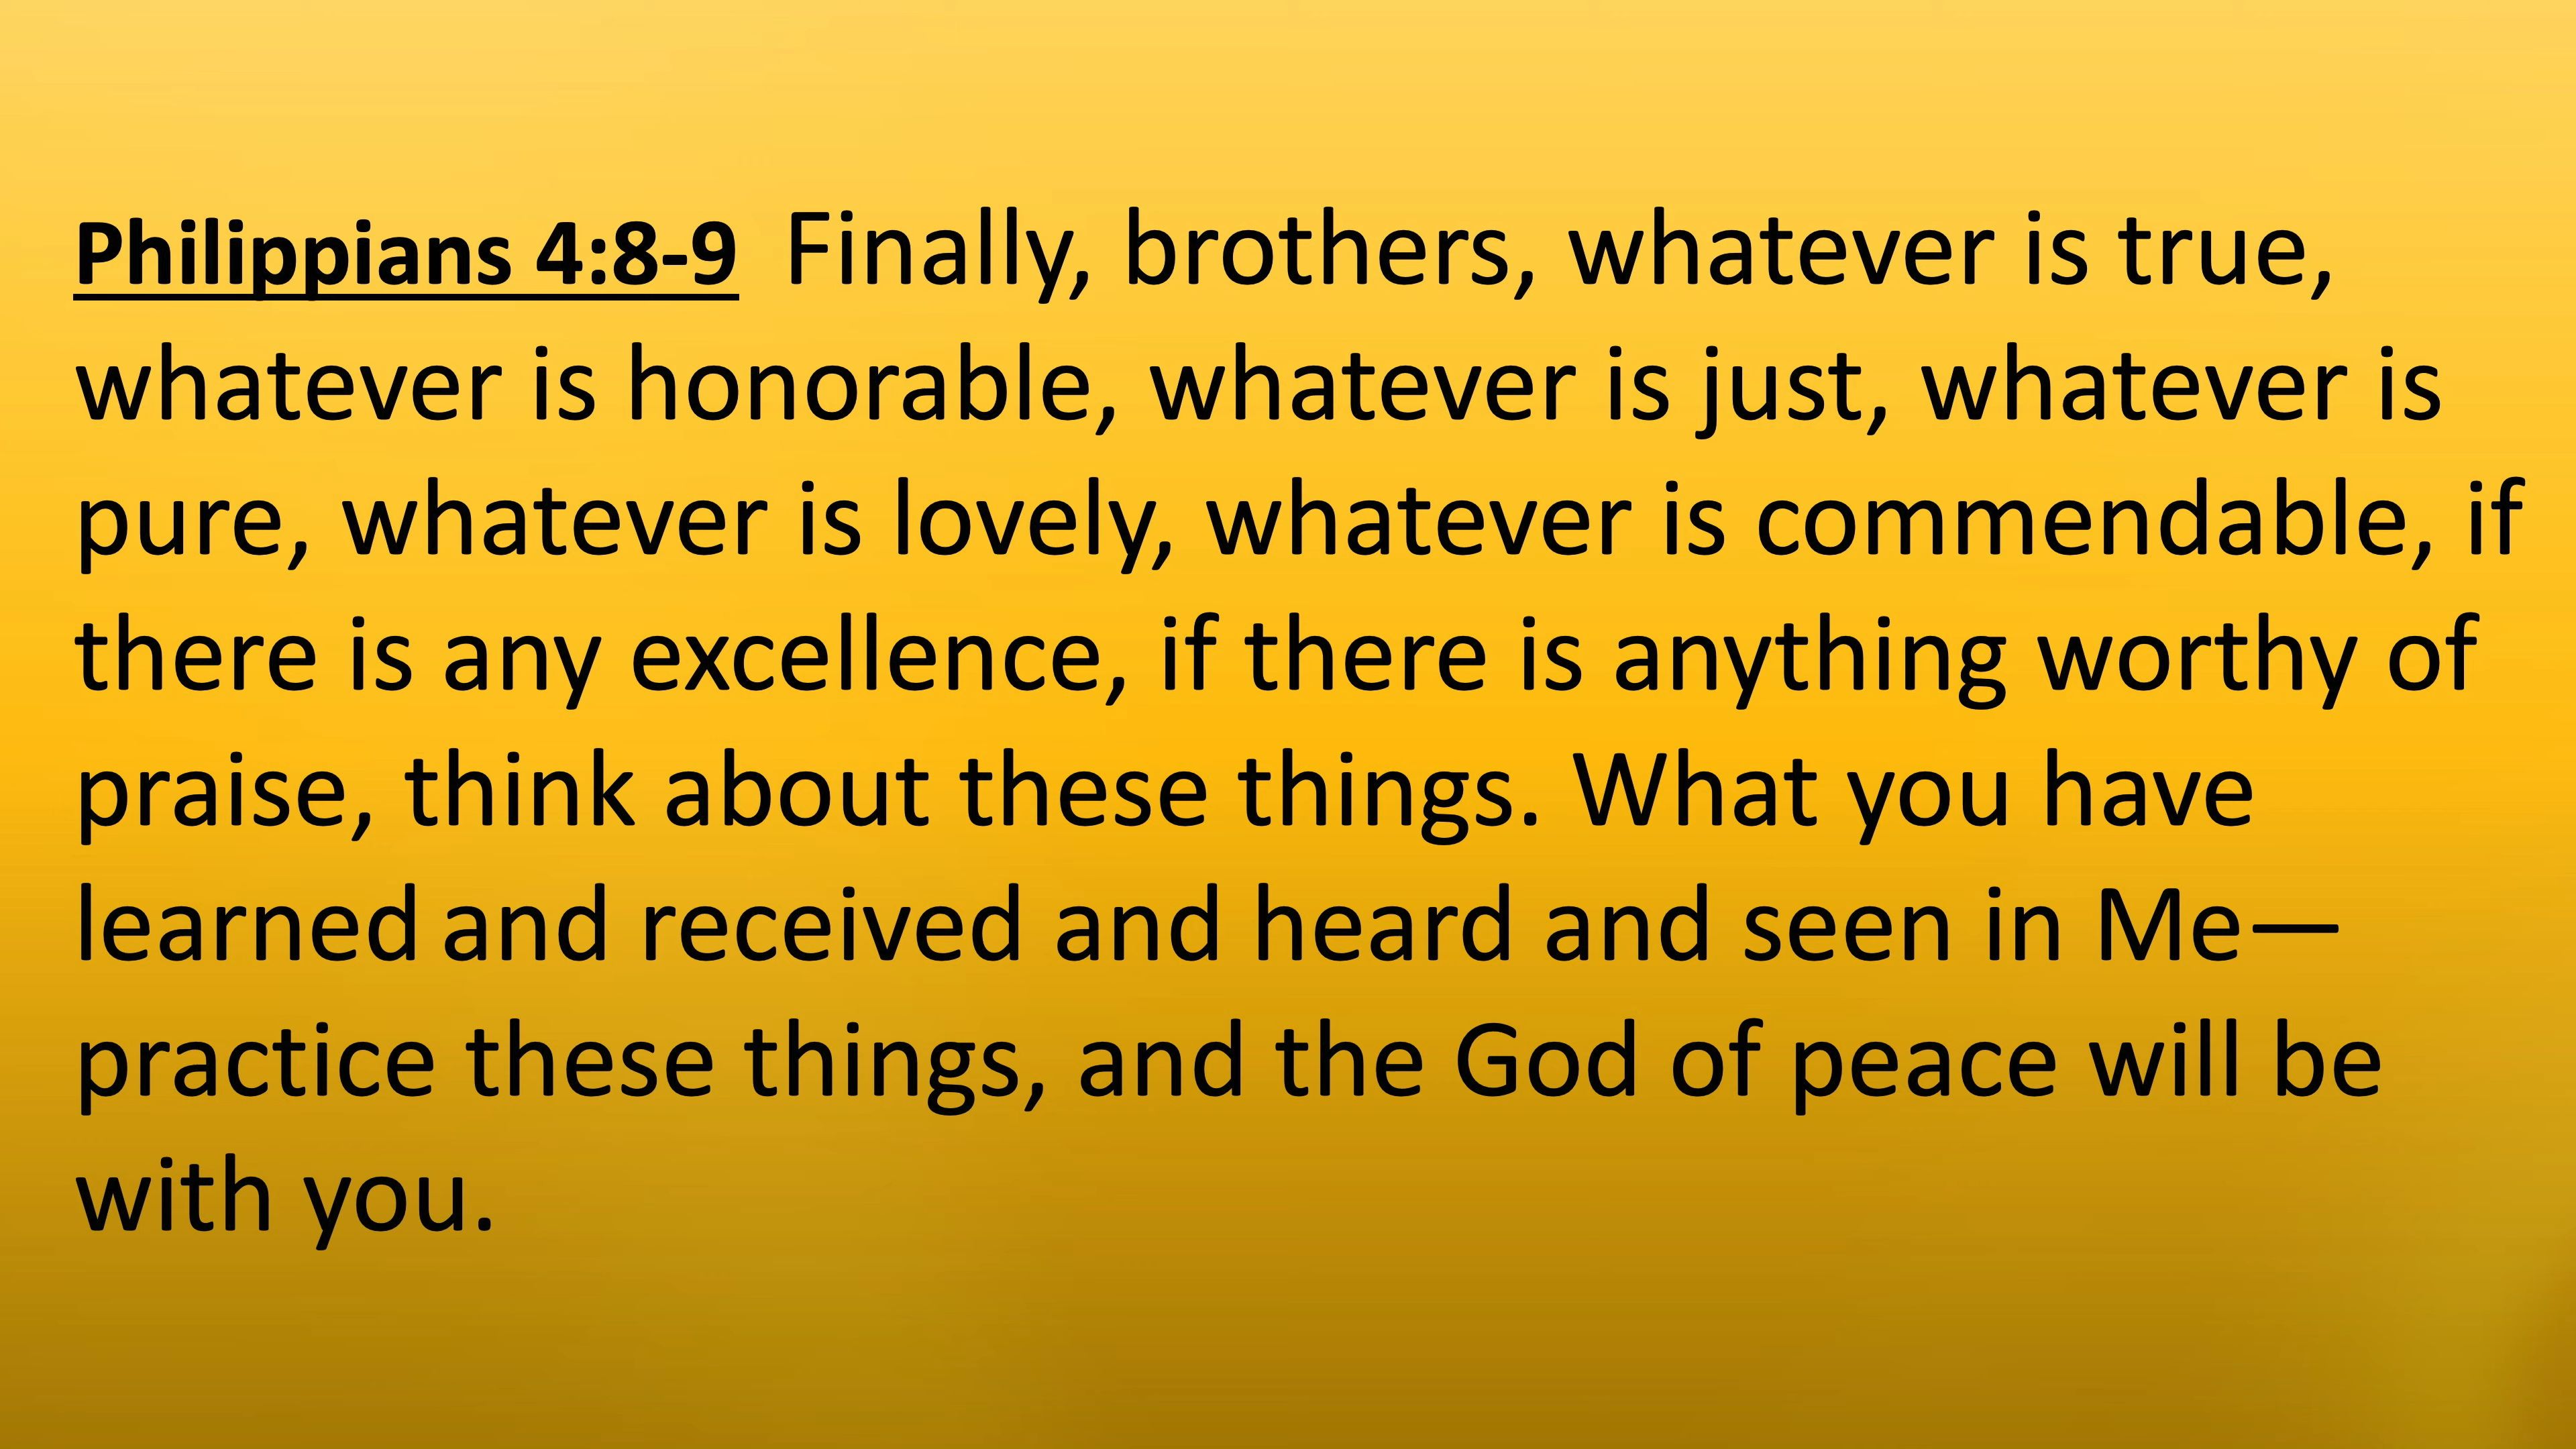 Philippians 4:8-9  Finally, brothers, whatever is true,
whatever is honorable, whatever is just, whatever is
pure, whatever is lovely, whatever is commendable, if
there is any excellence, if there is anything worthy of
praise, think about these things. What you have
learned and received and heard and seen in Me—
practice these things, and the God of peace will be
with you.